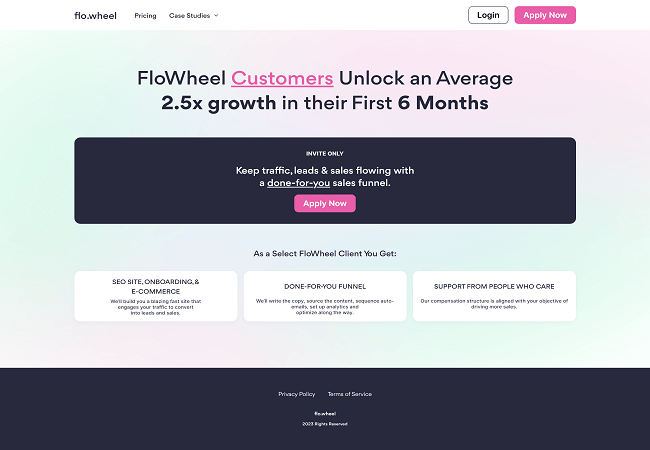 flo.wheel
Pricing
Case Studies
Login
Apply Now
FloWheel Customers Unlock an Average
2.5x growth in their First 6 Months
INVITE ONLY
Keep traffic, leads & sales flowing with
a done-for-you sales funnel.
Apply Now
As a Select FloWheel Client You Get:
SEO SITE, ONBOARDING, &
E-COMMERCE
We'll build you a blazing fast site that
engages your traffic to convert
into leads and sales.
DONE-FOR-YOU FUNNEL
We'll write the copy, source the content, sequence auto-
emails, set up analytics and
optimize along the way.
SUPPORT FROM PEOPLE WHO CARE
Our compensation structure is aligned with your objective of
driving more sales.
Privacy Policy
Terms of Service
flo.wheel
2023 Rights Reserved